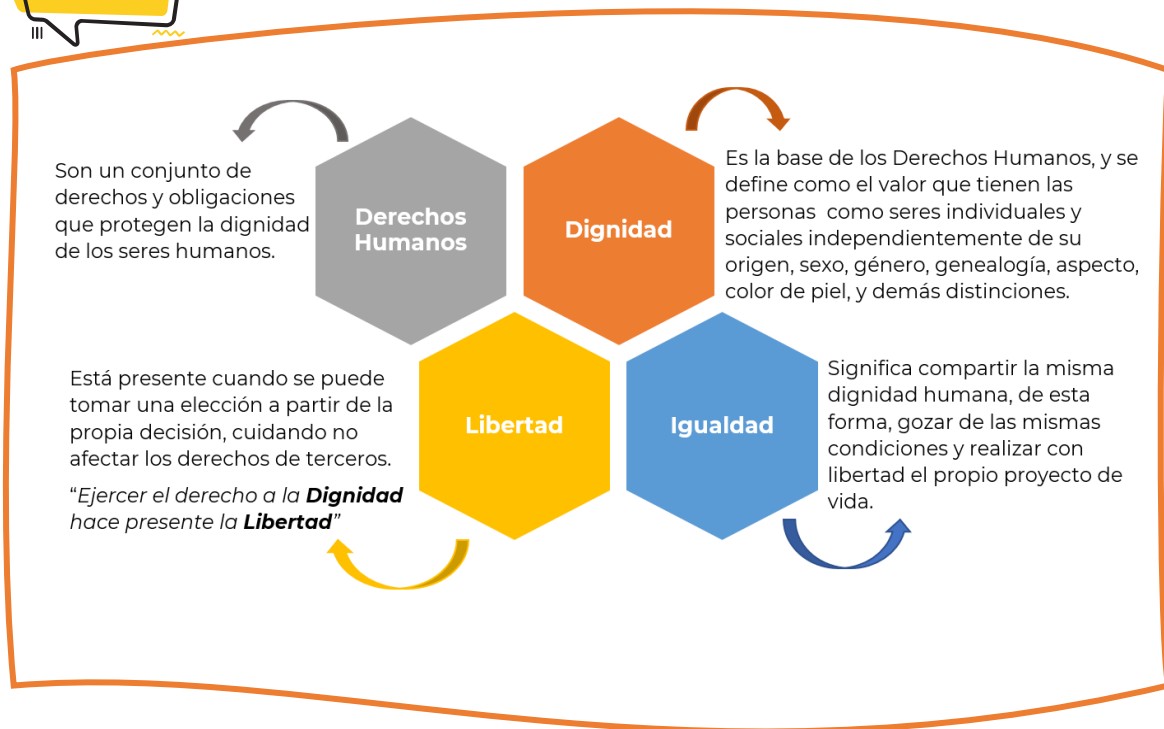 Son un conjunto de
derechos y obligaciones
que protegen la dignidad
de los seres humanos.
Derechos
Humanos
Dignidad
Es la base de los Derechos Humanos, y se
define como el valor que tienen las
personas  como seres individuales y
sociales independientemente de su
origen, sexo, género, genealogía, aspecto,
color de piel, y demás distinciones.
Está presente cuando se puede
tomar una elección a partir de la
propia decisión, cuidando no
afectar los derechos de terceros.
“Ejercer el derecho a la Dignidad
hace presente la Libertad”
Libertad
Igualdad
Significa compartir la misma
dignidad humana, de esta
forma, gozar de las mismas
condiciones y realizar con
libertad el propio proyecto de
vida.